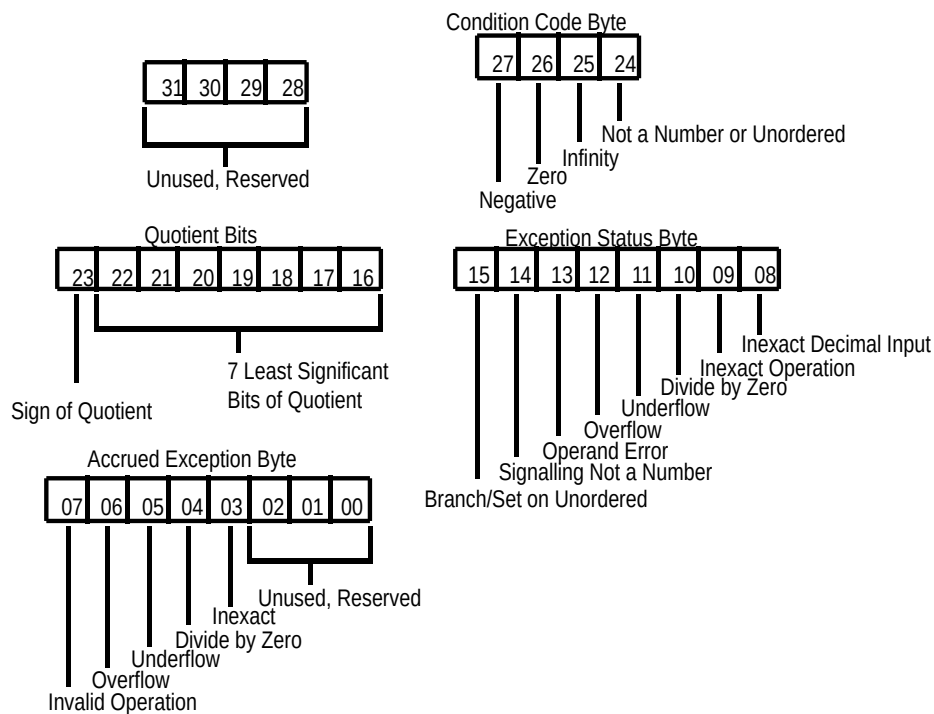 Condition Code Byte
31 30 29 28
27 26 25 24
Unused, Reserved
Not a Number or Unordered
Infinity
Zero
Negative
Quotient Bits
23 22 21 20 19 18 17 16
Sign of Quotient
7 Least Significant
Bits of Quotient
Exception Status Byte
15 14 13 12 11 10 09 08
Inexact Decimal Input
Inexact Operation
Divide by Zero
Underflow
Overflow
Operand Error
Signalling Not a Number
Branch/Set on Unordered
Accrued Exception Byte
07 06 05 04 03 02 01 00
Unused, Reserved
Inexact
Divide by Zero
Underflow
Overflow
Invalid Operation